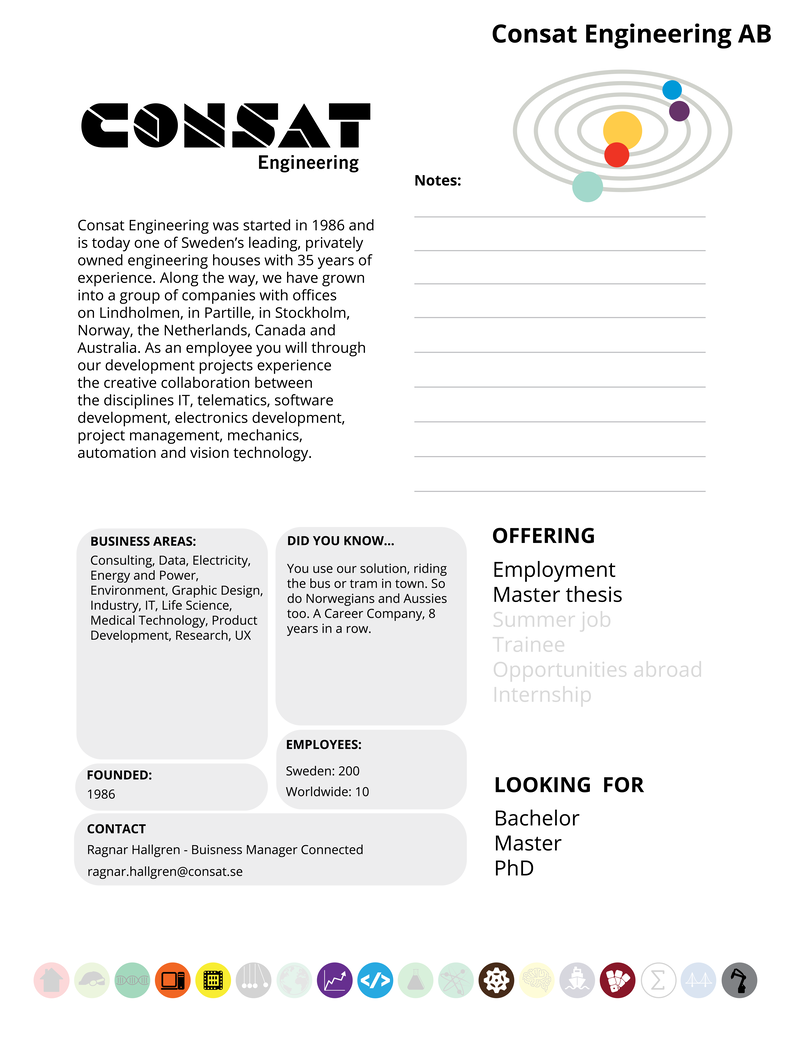 Consat Engineering AB
CONSAT
Engineering
Notes:
Consat Engineering was started in 1986 and
is today one of Sweden’s leading, privately
owned engineering houses with 35 years of
experience. Along the way, we have grown
into a group of companies with offices
on Lindholmen, in Partille, in Stockholm,
Norway, the Netherlands, Canada and
Australia. As an employee you will through
our development projects experience
the creative collaboration between
the disciplines IT, telematics, software
development, electronics development,
project management, mechanics,
automation and vision technology.
BUSINESS AREAS:
Consulting, Data, Electricity,
Energy and Power,
Environment, Graphic Design,
Industry, IT, Life Science,
Medical Technology, Product
Development, Research, UX
DID YOU KNOW...
You use our solution, riding
the bus or tram in town. So
do Norwegians and Aussies
too. A Career Company, 8
years in a row.
OFFERING
Employment
Master thesis
Summer job
Trainee
Opportunities abroad
Internship
FOUNDED:
1986
EMPLOYEES:
Sweden: 200
Worldwide: 10
LOOKING FOR
Bachelor
Master
PhD
CONTACT
Ragnar Hallgren - Buisness Manager Connected
ragnar.hallgren@consat.se